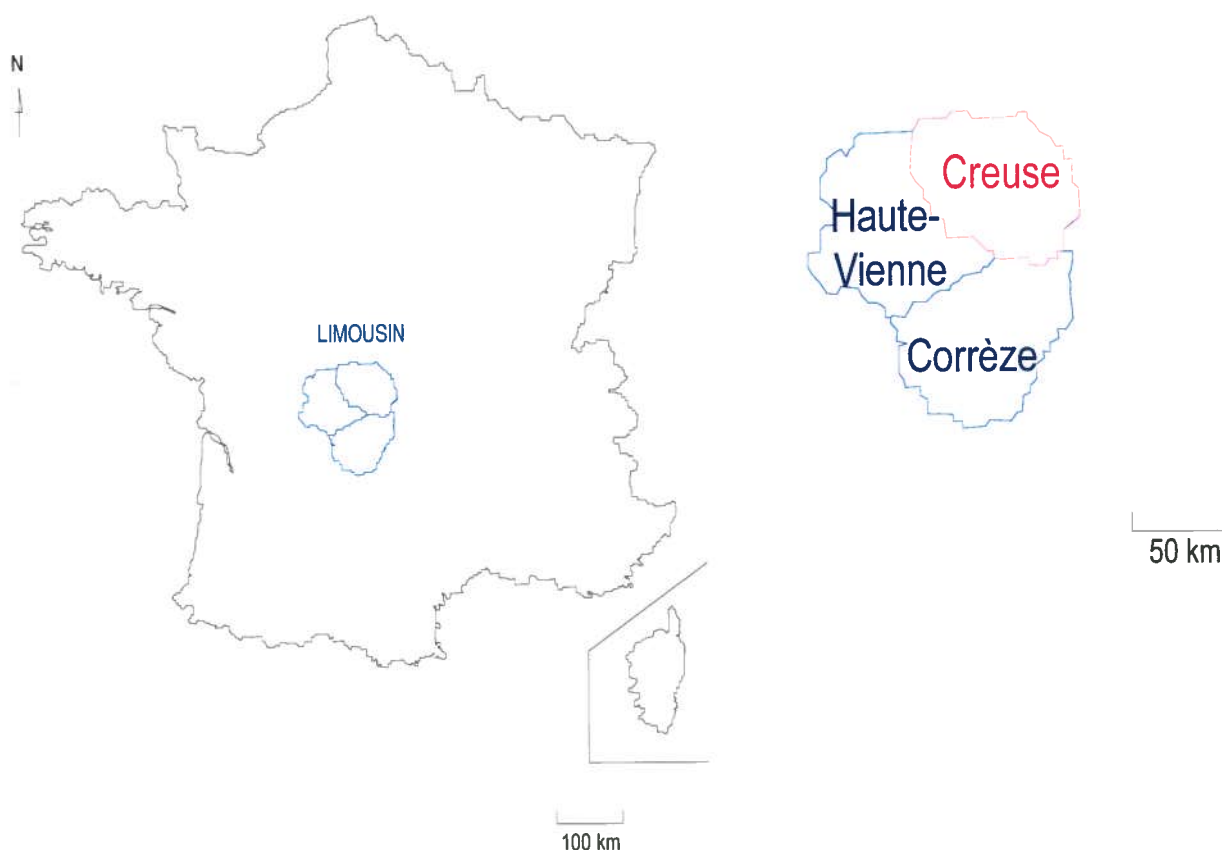 N
LIMOUSIN
Creuse
Haute-
Vienne
Corrèze
50 km
100 km